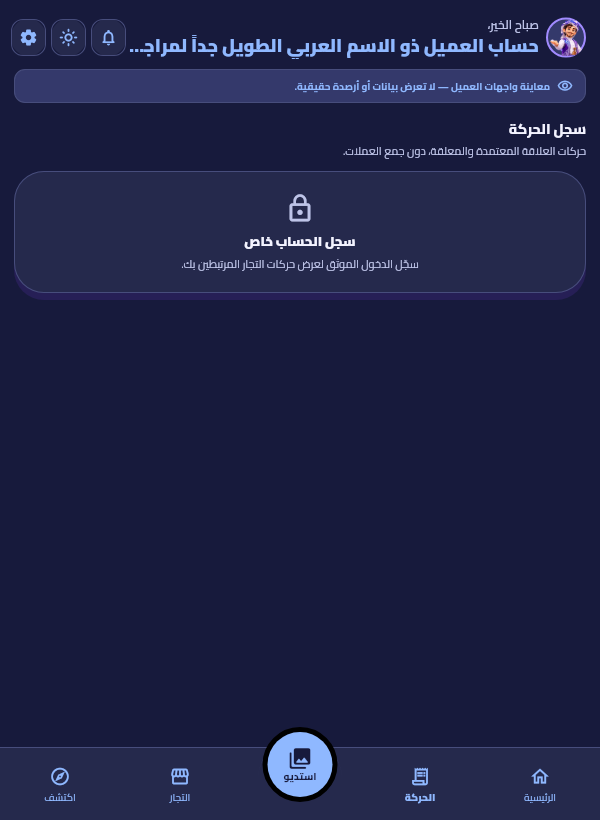 صباح الخير،
حساب العميل ذو الاسم العربي الطويل جداً لمراجـ...
معاينة واجهات العميل — لا تعرض بيانات أو أرصدة حقيقية.
سجل الحركة
حركات العلاقة المعتمدة والمعلقة، دون جمع العملات.
سجل الحساب خاص
سجّل الدخول الموثق لعرض حركات التجار المرتبطين بك.
الرئيسية
الحركة
استديو
التجار
اكتشف